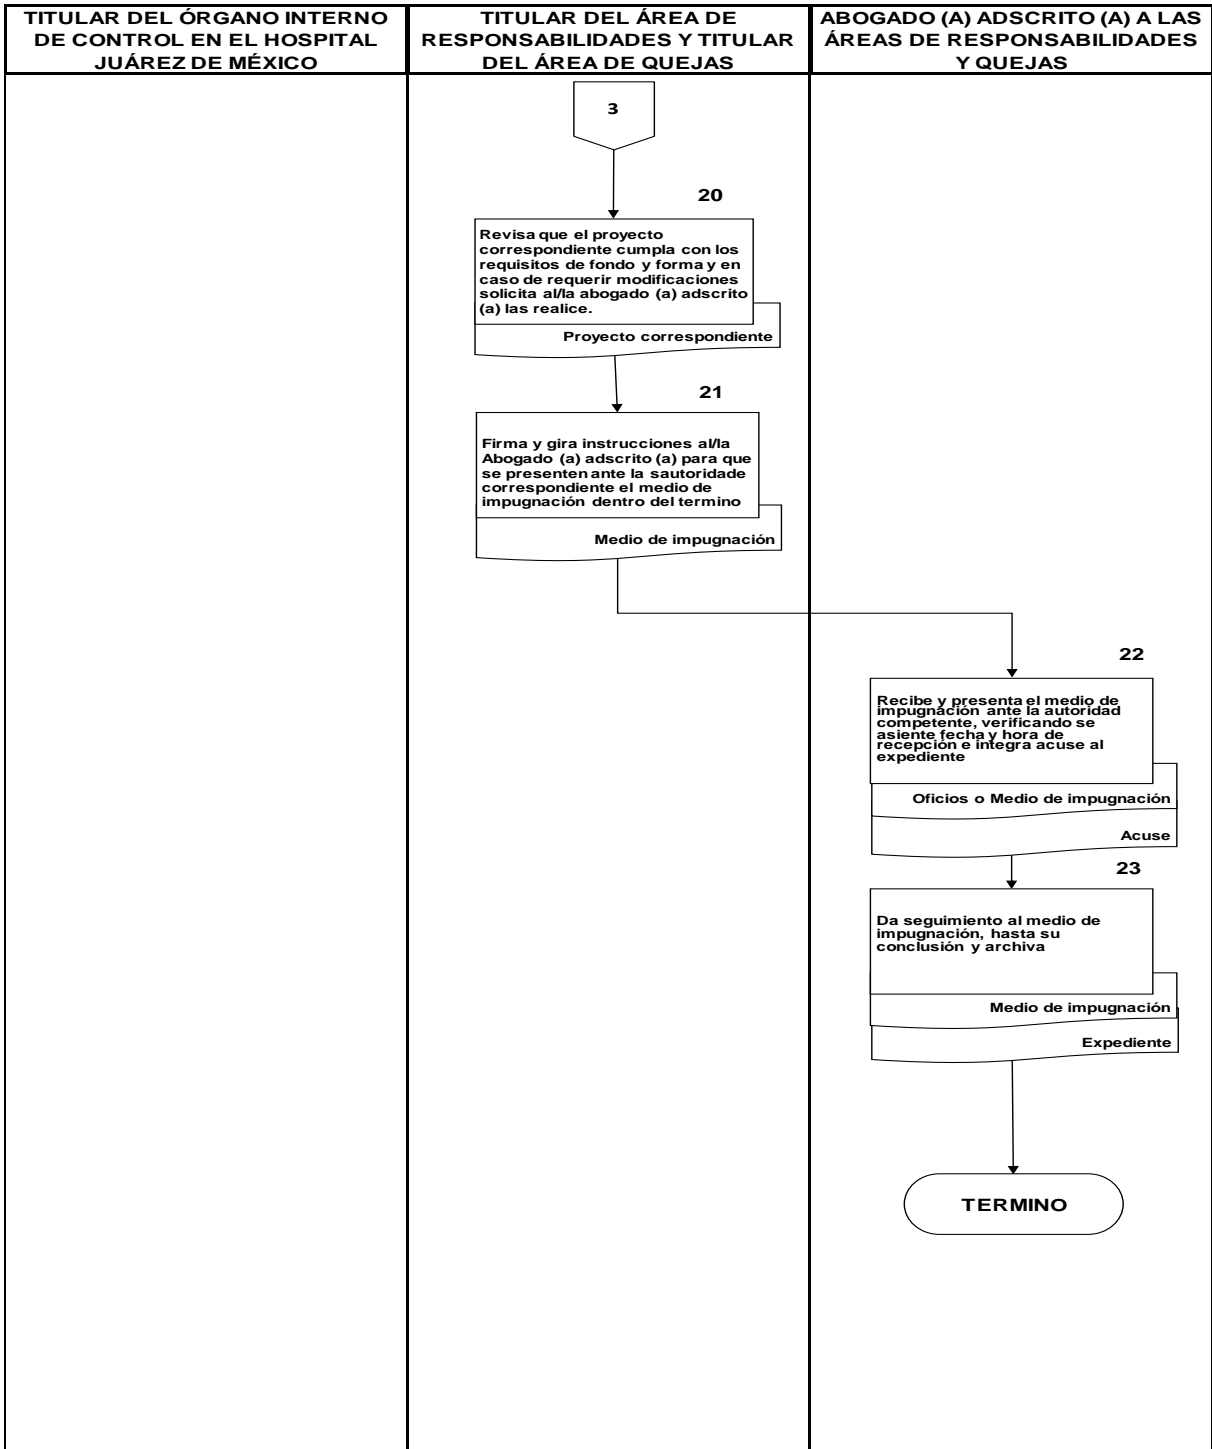 TITULAR DEL ÓRGANO INTERNO
DE CONTROL EN EL HOSPITAL
JUÁREZ DE MÉXICO
TITULAR DEL ÁREA DE
RESPONSABILIDADES Y TITULAR
DEL ÁREA DE QUEJAS
ABOGADO (A) ADSCRITO (A) A LAS
ÁREAS DE RESPONSABILIDADES
Y QUEJAS
3
20
Revisa que el proyecto
correspondiente cumpla con los
requisitos de fondo y forma y en
caso de requerir modificaciones
solicita al/la abogado (a) adscrito
(a) las realice.
Proyecto correspondiente
21
Firma y gira instrucciones al/la
Abogado (a) adscrito (a) para que
se presenten ante la sautoridade
correspondiente el medio de
impugnación dentro del termino
Medio de impugnación
22
Recibe y presenta el medio de
impugnación ante la autoridad
competente, verificando se
asiente fecha y hora de
recepción e integra acuse al
expediente
Oficios o Medio de impugnación
Acuse
23
Da seguimiento al medio de
impugnación, hasta su
conclusión y archiva
Medio de impugnación
Expediente
TERMINO